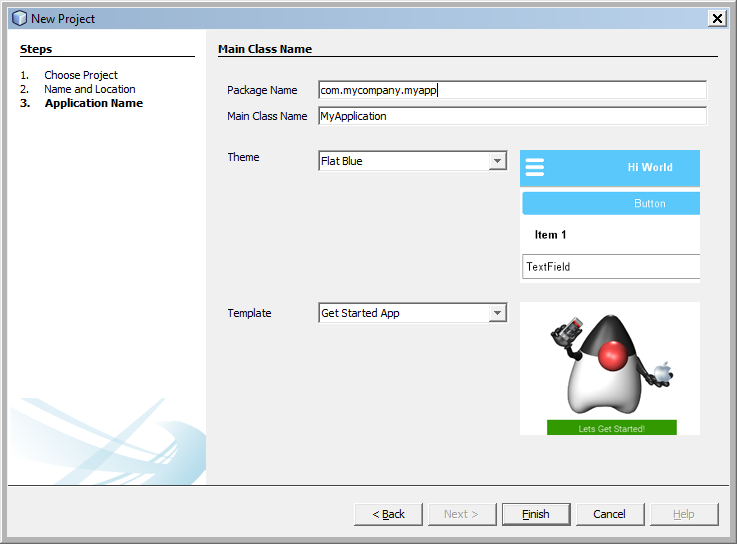 New Project
Steps
1. Choose Project
2. Name and Location
3. Application Name
Main Class Name
Package Name com.mycompany.myapp
Main Class Name MyApplication
Theme Flat Blue
Hi World
Button
Item 1
TextField
Template Get Started App
Lets Get Started!
< Back Next > Finish Cancel Help